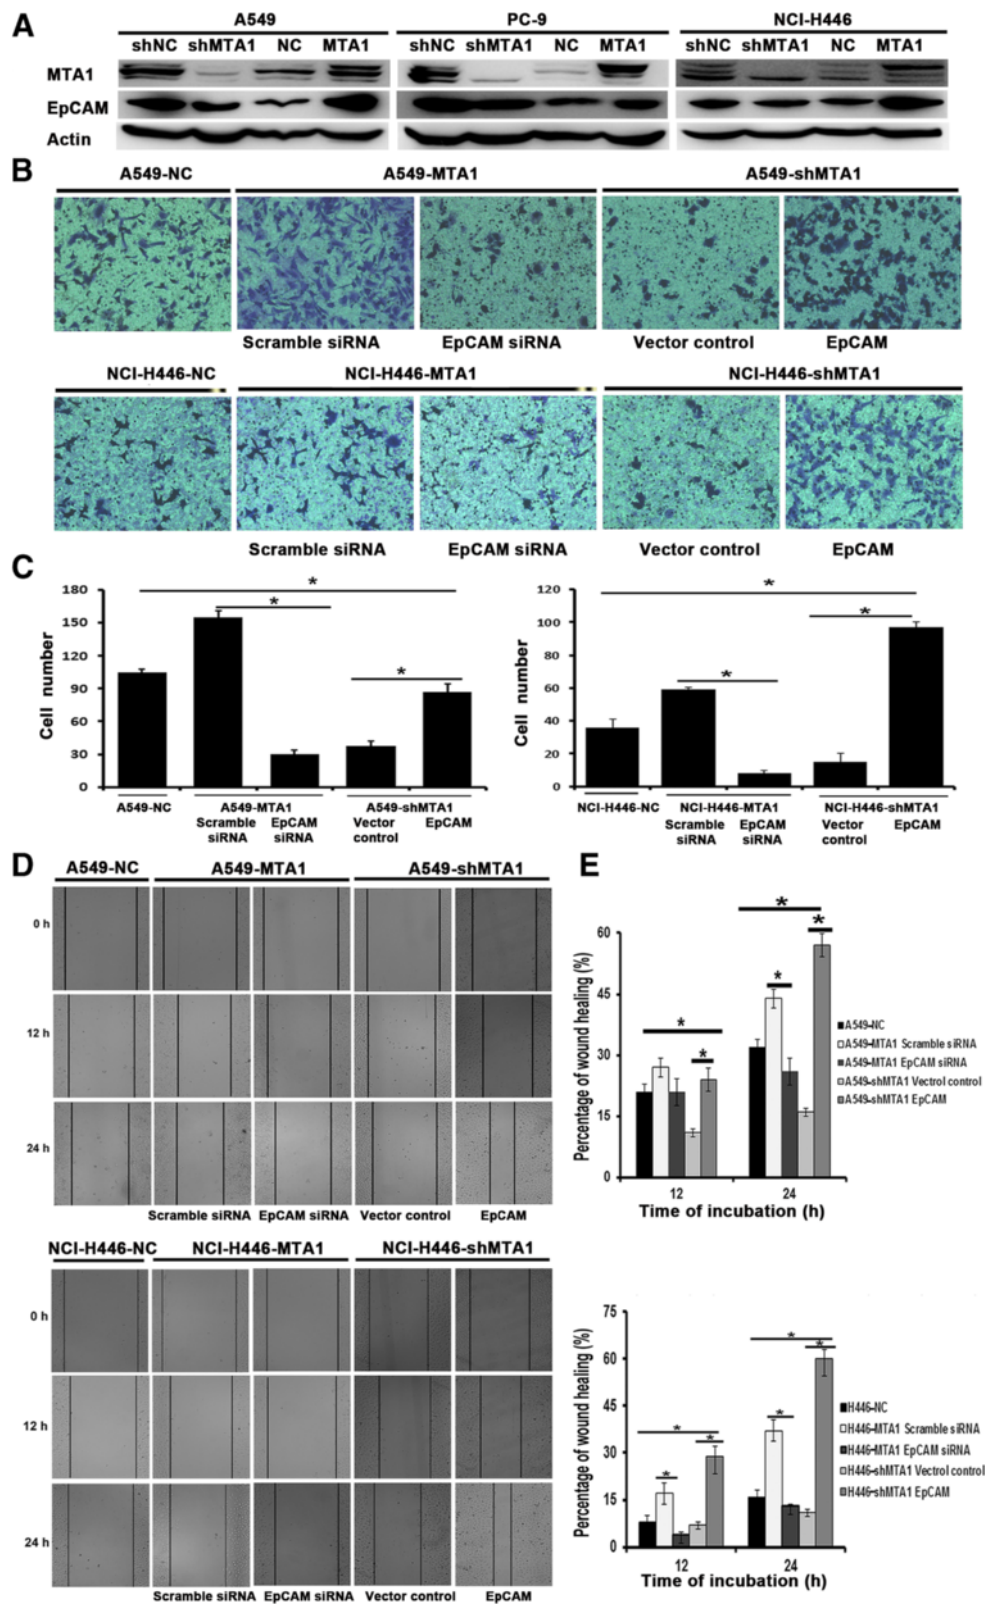 A
A549
PC-9
NCI-H446
shNC shMTA1 NC MTA1
shNC shMTA1 NC MTA1
shNC shMTA1 NC MTA1
MTA1
EpCAM
Actin
B
A549-NC
A549-MTA1
A549-shMTA1
Scramble siRNA
EpCAM siRNA
Vector control
EpCAM
NCI-H446-NC
NCI-H446-MTA1
NCI-H446-shMTA1
Scramble siRNA
EpCAM siRNA
Vector control
EpCAM
C
Cell number
180
150
120
90
60
30
0
*
*
*
A549-NC
A549-MTA1
A549-shMTA1
Scramble
siRNA
EpCAM
siRNA
Vector
control
EpCAM
Cell number
120
100
80
60
40
20
0
*
*
*
NCI-H446-NC
NCI-H446-MTA1
NCI-H446-shMTA1
Scramble
siRNA
EpCAM
siRNA
Vector
control
EpCAM
D
A549-NC
A549-MTA1
A549-shMTA1
0 h
12 h
24 h
Scramble siRNA
EpCAM siRNA
Vector control
EpCAM
NCI-H446-NC
NCI-H446-MTA1
NCI-H446-shMTA1
0 h
12 h
24 h
Scramble siRNA
EpCAM siRNA
Vector control
EpCAM
E
Percentage of wound healing (%)
60
45
30
15
0
*
*
*
*
*
12
24
Time of incubation (h)
A549-NC
A549-MTA1 Scramble siRNA
A549-MTA1 EpCAM siRNA
A549-shMTA1 Vectrol control
A549-shMTA1 EpCAM
Percentage of wound healing (%)
75
60
45
30
15
0
*
*
*
*
*
*
12
24
Time of incubation (h)
H446-NC
H446-MTA1 Scramble siRNA
H446-MTA1 EpCAM siRNA
H446-shMTA1 Vectrol control
H446-shMTA1 EpCAM